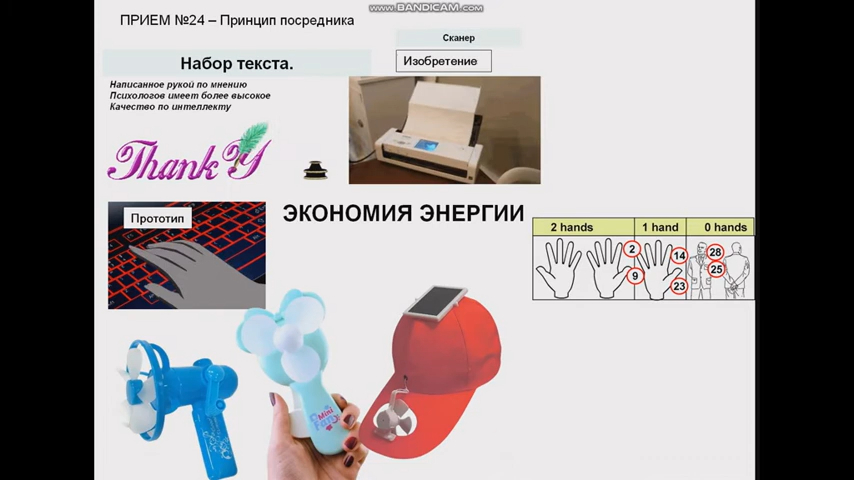 WWW.BANDICAM.COM
ПРИЕМ №24 – Принцип посредника
Сканер
Изобретение
Набор текста.
Написанное рукой по мнению
Психологов имеет более высокое
Качество по интеллекту
Thank Y
Прототип
ЭКОНОМИЯ ЭНЕРГИИ
2 hands 1 hand 0 hands
2 14 28
25
9 23
Mini